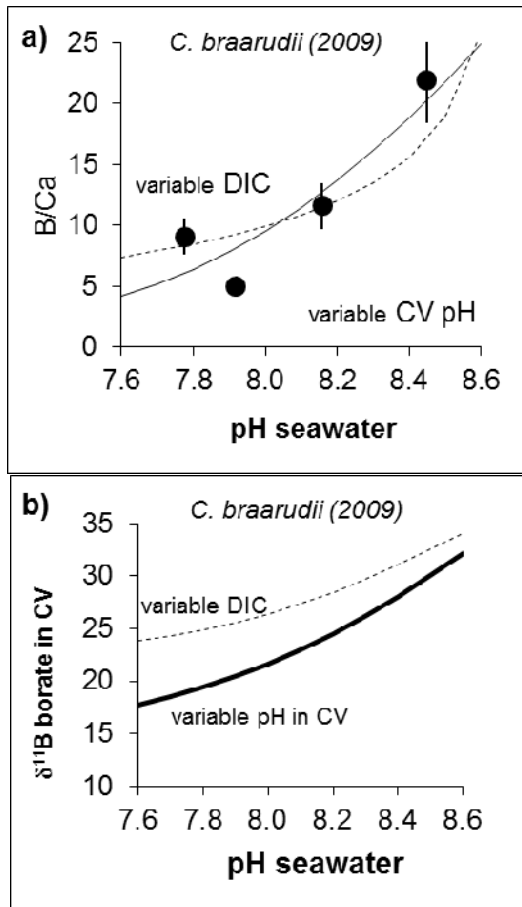 a)
C. braarudii (2009)
25
20
15
10
5
0
B/Ca
variable DIC
variable CV pH
7.6 7.8 8.0 8.2 8.4 8.6
pH seawater
b)
C. braarudii (2009)
35
30
25
20
15
10
δ¹¹B borate in CV
variable DIC
variable pH in CV
7.6 7.8 8.0 8.2 8.4 8.6
pH seawater